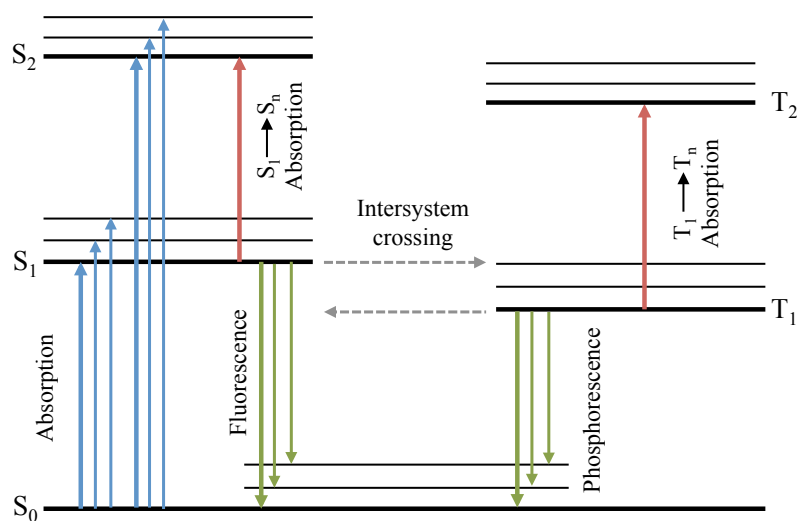 S2
S1 → Sn
Absorption
T2
T1 → Tn
Absorption
Intersystem
crossing
S1
T1
Absorption
Fluorescence
Phosphorescence
S0